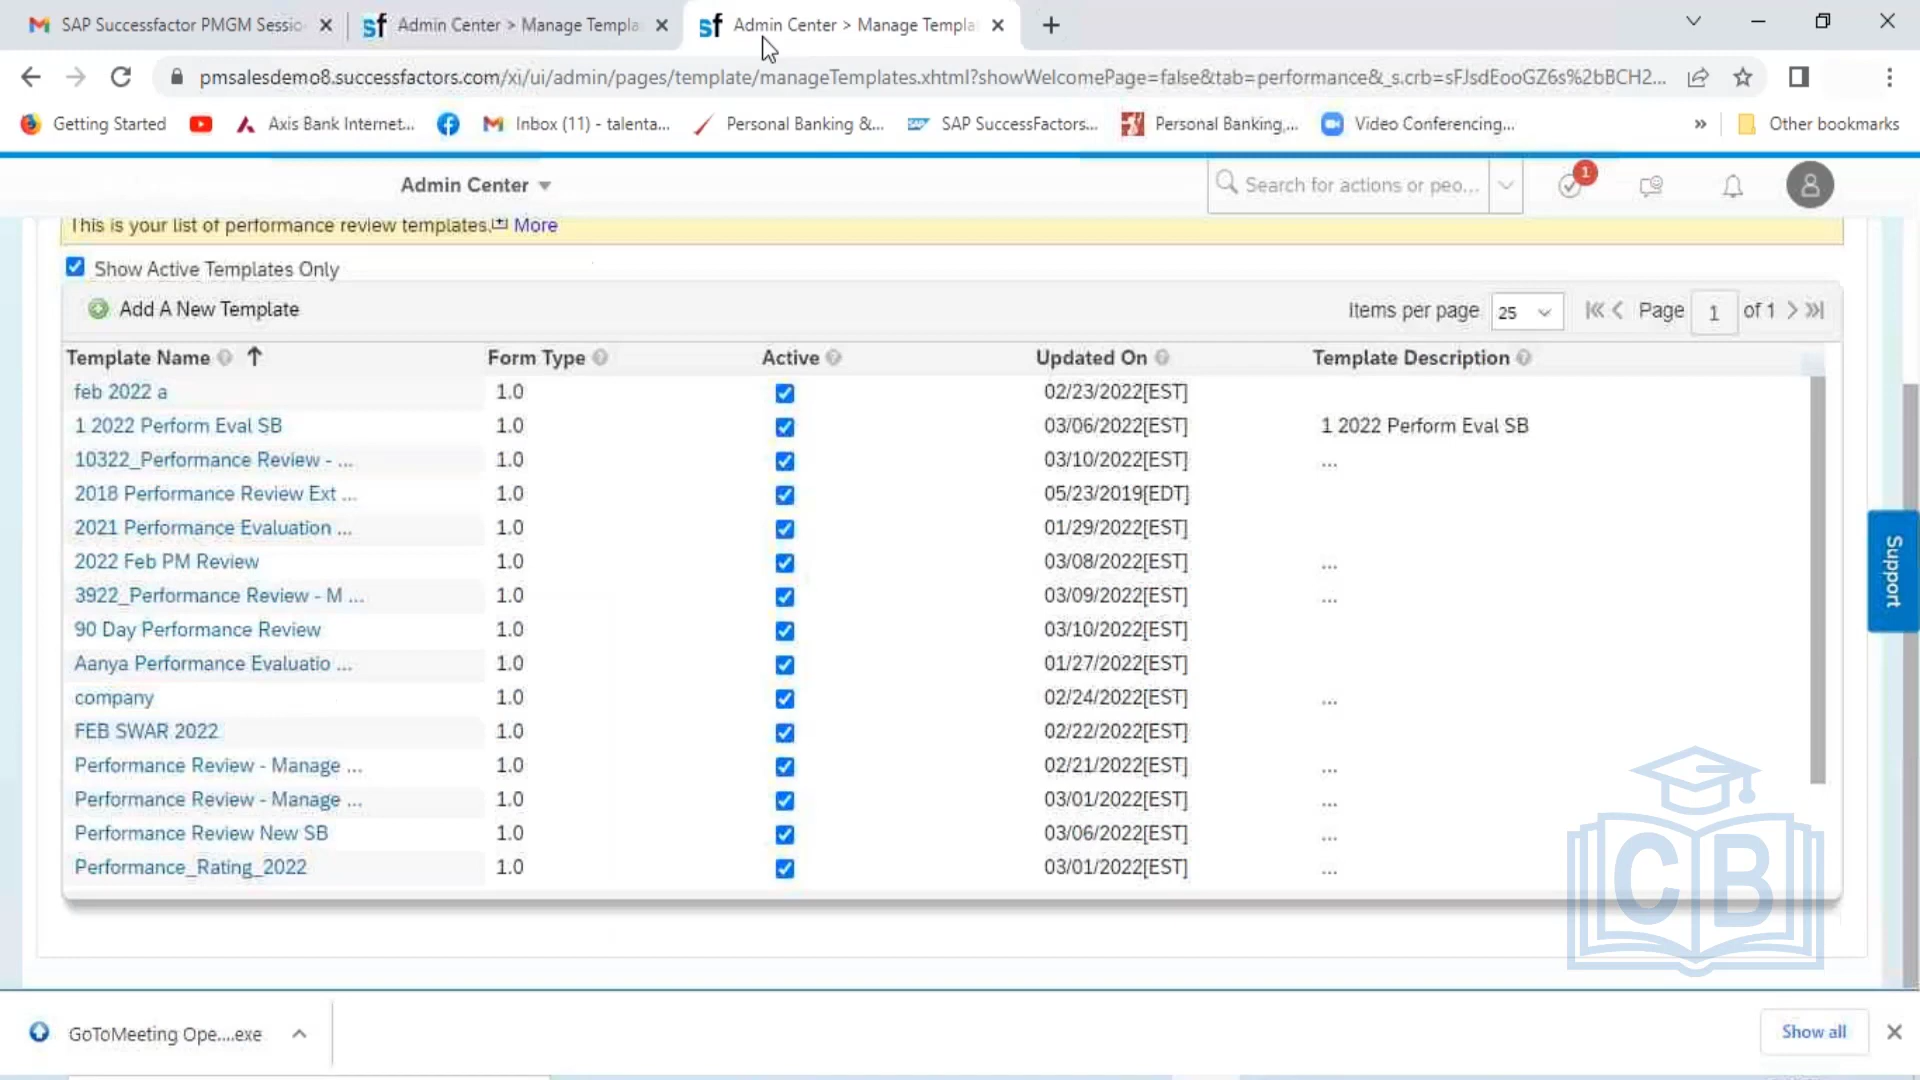 SAP Successfactor PMGM Sessio
Admin Center > Manage Templa
Admin Center > Manage Templa
pmsalesdemo8.successfactors.com/xi/ui/admin/pages/template/manageTemplates.xhtml?showWelcomePage=false&tab=performance&_s.crb=sFJsdEooGZ6s%2bBCH2...
Getting Started
Axis Bank Internet...
Inbox (11) - talenta...
Personal Banking &...
SAP SuccessFactors...
Personal Banking,...
Video Conferencing...
»
Other bookmarks
Admin Center
Search for actions or peo...
1
This is your list of performance review templates. More
Show Active Templates Only
Add A New Template
Items per page 25 Page 1 of 1
Template Name Form Type Active Updated On Template Description
feb 2022 a 1.0 02/23/2022[EST]
1 2022 Perform Eval SB 1.0 03/06/2022[EST] 1 2022 Perform Eval SB
10322_Performance Review - ... 1.0 03/10/2022[EST] ...
2018 Performance Review Ext ... 1.0 05/23/2019[EDT]
2021 Performance Evaluation ... 1.0 01/29/2022[EST]
2022 Feb PM Review 1.0 03/08/2022[EST] ...
3922_Performance Review - M ... 1.0 03/09/2022[EST] ...
90 Day Performance Review 1.0 03/10/2022[EST]
Aanya Performance Evaluatio ... 1.0 01/27/2022[EST]
company 1.0 02/24/2022[EST] ...
FEB SWAR 2022 1.0 02/22/2022[EST]
Performance Review - Manage ... 1.0 02/21/2022[EST] ...
Performance Review - Manage ... 1.0 03/01/2022[EST] ...
Performance Review New SB 1.0 03/06/2022[EST] ...
Performance_Rating_2022 1.0 03/01/2022[EST] ...
Support
CB
GoToMeeting Ope....exe
Show all